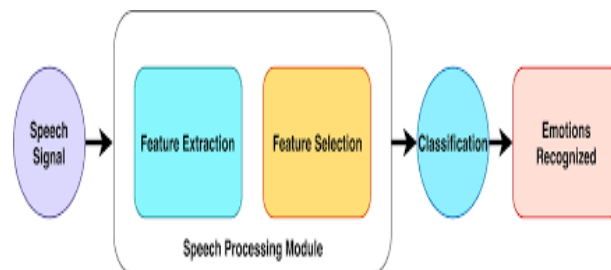 Speech
Signal
Feature Extraction
Feature Selection
Speech Processing Module
Classification
Emotions
Recognized